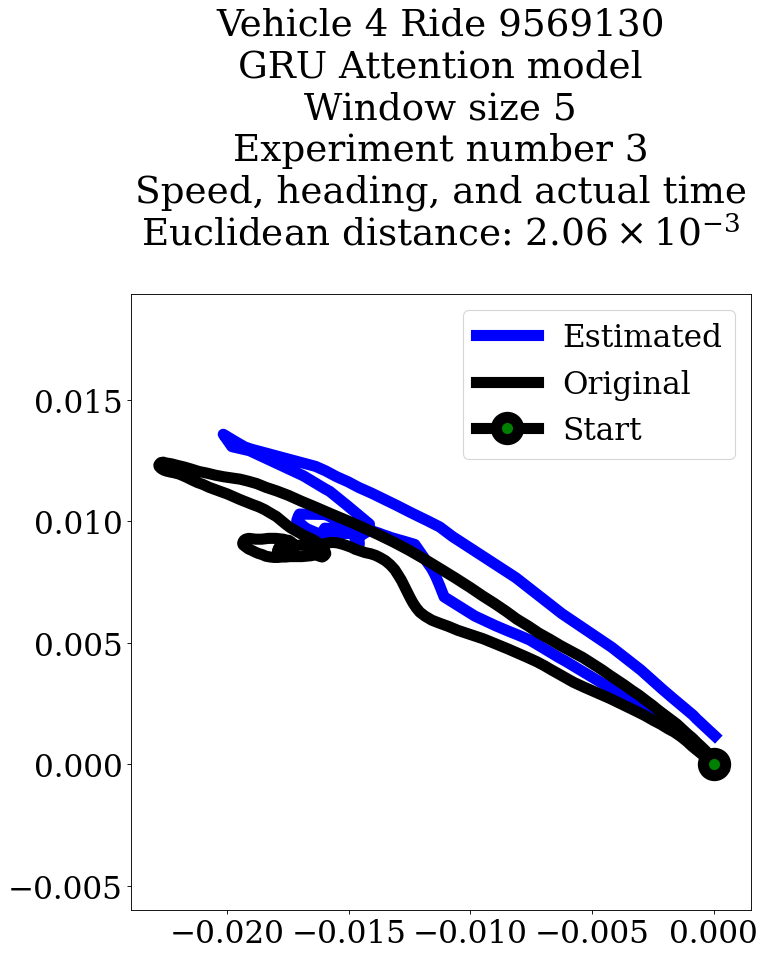 Vehicle 4 Ride 9569130
GRU Attention model
Window size 5
Experiment number 3
Speed, heading, and actual time
Euclidean distance: 2.06 × 10⁻³
Estimated
Original
Start
0.015
0.010
0.005
0.000
−0.005
−0.020 −0.015 −0.010 −0.005 0.000